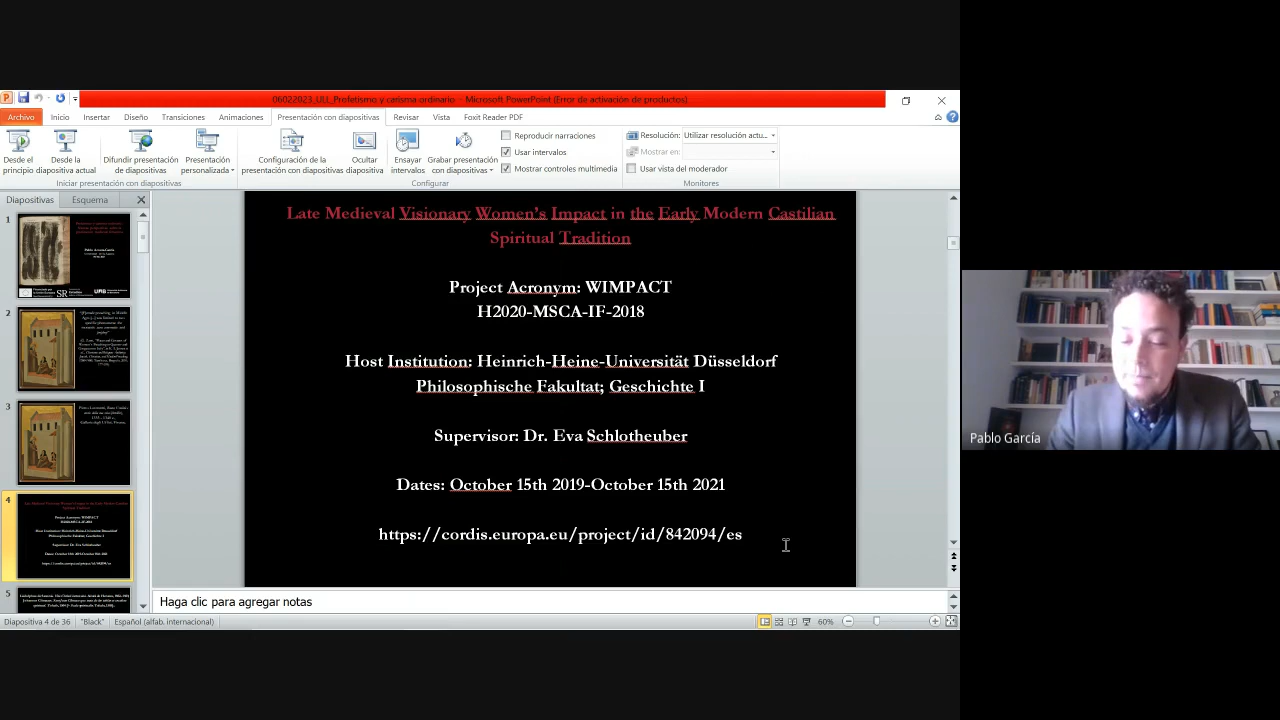 06022023_ULL_Profetismo y carisma ordinario - Microsoft PowerPoint (Error de activación de productos)
Archivo Inicio Insertar Diseño Transiciones Animaciones Presentación con diapositivas Revisar Vista Foxit Reader PDF
Desde el principio
Desde la diapositiva actual
Difundir presentación de diapositivas
Presentación personalizada
Configuración de la presentación con diapositivas
Ocultar diapositiva
Ensayar intervalos
Grabar presentación con diapositivas
Reproducir narraciones
Usar intervalos
Mostrar controles multimedia
Resolución: Utilizar resolución actu...
Mostrar en:
Usar vista del moderador
Iniciar presentación con diapositivas
Configurar
Monitores
Diapositivas Esquema
1
2
3
4
5
Late Medieval Visionary Women's Impact in the Early Modern Castilian
Spiritual Tradition
Project Acronym: WIMPACT
H2020-MSCA-IF-2018
Host Institution: Heinrich-Heine-Universität Düsseldorf
Philosophische Fakultat; Geschichte I
Supervisor: Dr. Eva Schlotheuber
Dates: October 15th 2019-October 15th 2021
https://cordis.europa.eu/project/id/842094/es
Haga clic para agregar notas
Diapositiva 4 de 36 "Black" Español (alfab. internacional) 60%
Pablo García